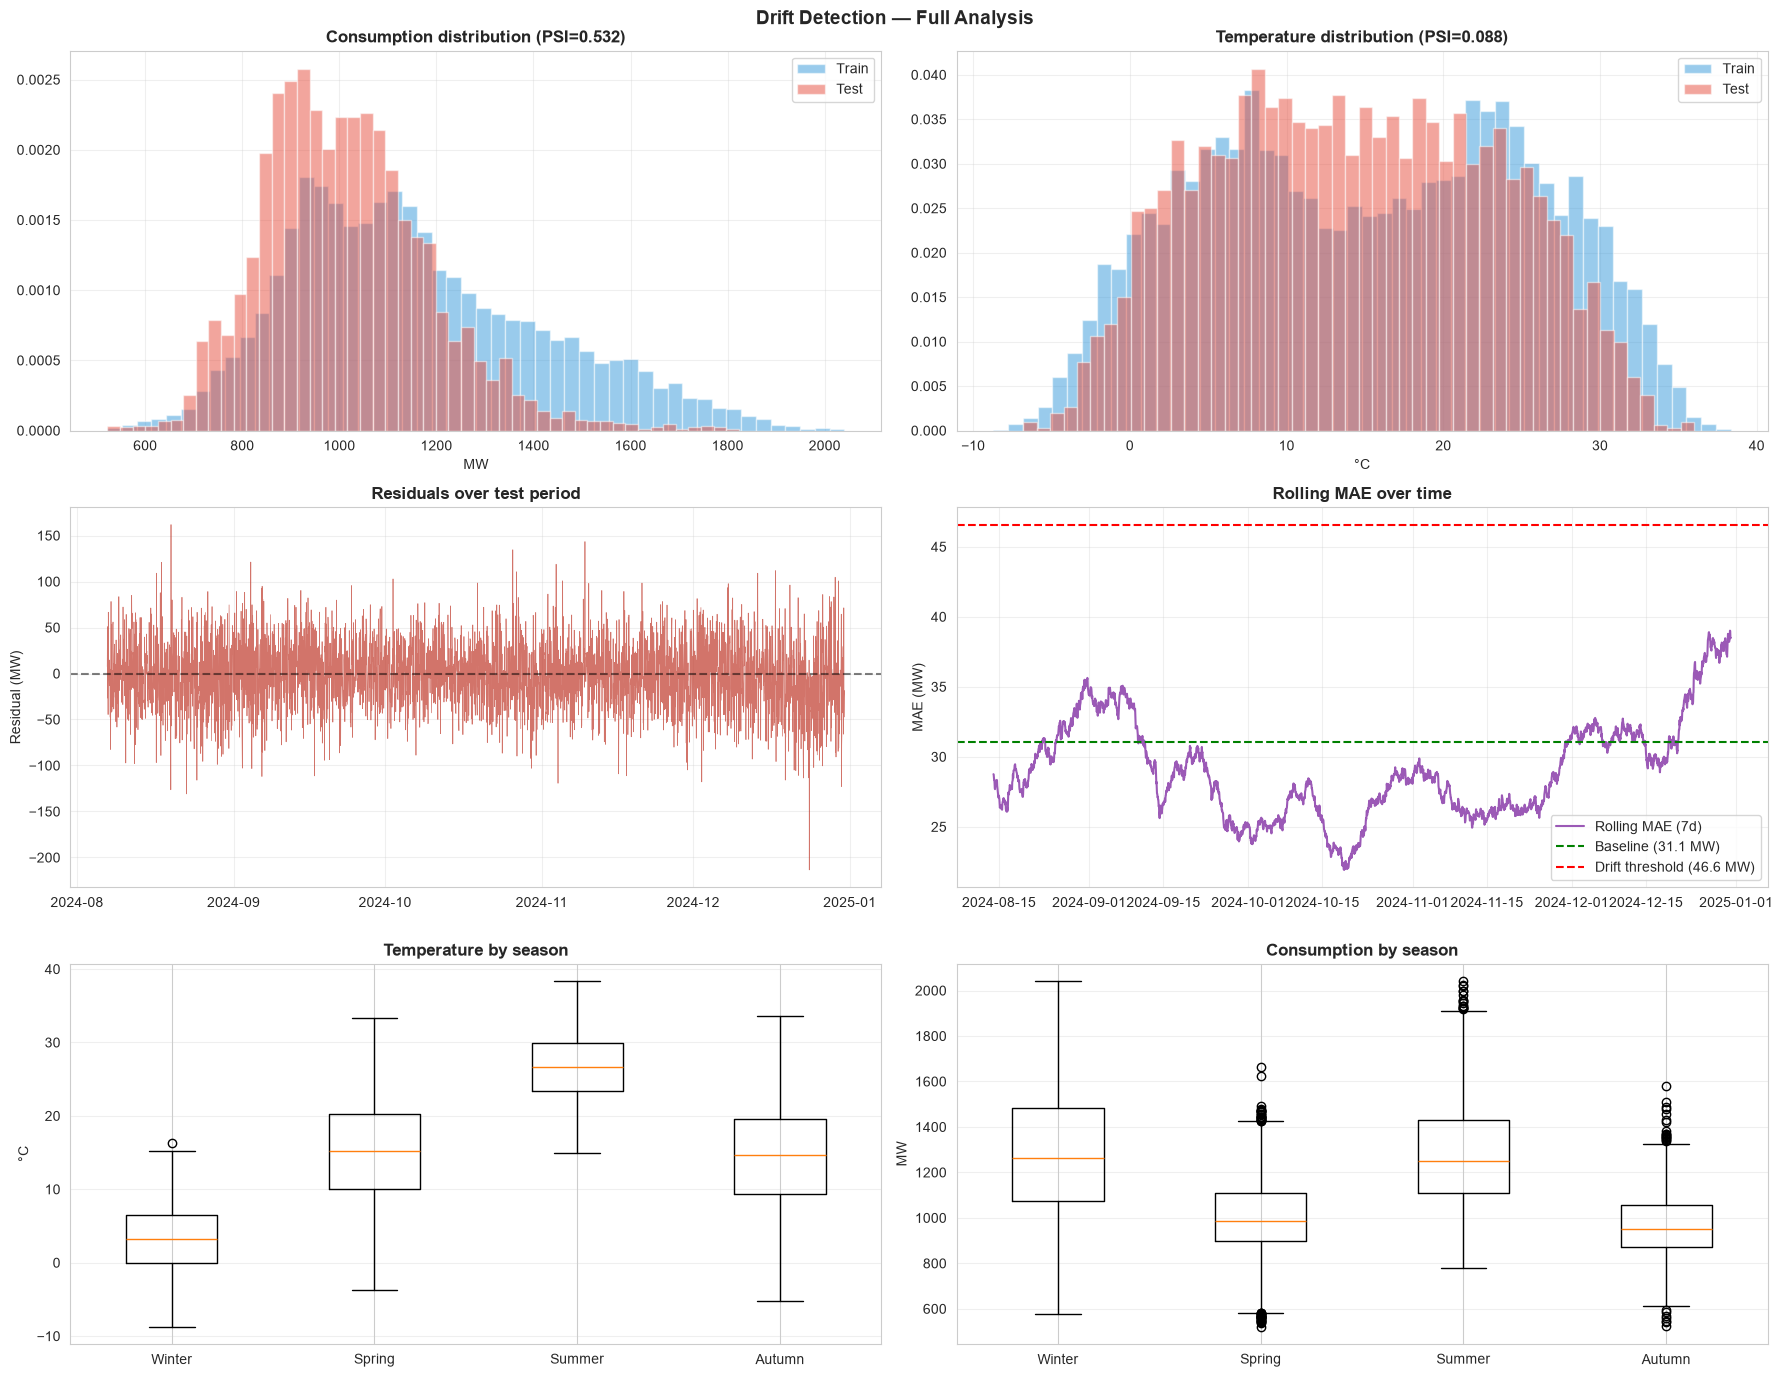 Drift Detection — Full Analysis
Consumption distribution (PSI=0.532)
Train
Test
0.0025
0.0020
0.0015
0.0010
0.0005
0.0000
600 800 1000 1200 1400 1600 1800 2000
MW
Temperature distribution (PSI=0.088)
Train
Test
0.040
0.035
0.030
0.025
0.020
0.015
0.010
0.005
0.000
−10 0 10 20 30 40
°C
Residuals over test period
Residual (MW)
150
100
50
0
−50
−100
−150
−200
2024-08 2024-09 2024-10 2024-11 2024-12 2025-01
Rolling MAE over time
MAE (MW)
45
40
35
30
25
Rolling MAE (7d)
Baseline (31.1 MW)
Drift threshold (46.6 MW)
2024-08-15 2024-09-01 2024-09-15 2024-10-01 2024-10-15 2024-11-01 2024-11-15 2024-12-01 2024-12-15 2025-01-01
Temperature by season
°C
40
30
20
10
0
−10
Winter Spring Summer Autumn
Consumption by season
MW
2000
1800
1600
1400
1200
1000
800
600
Winter Spring Summer Autumn